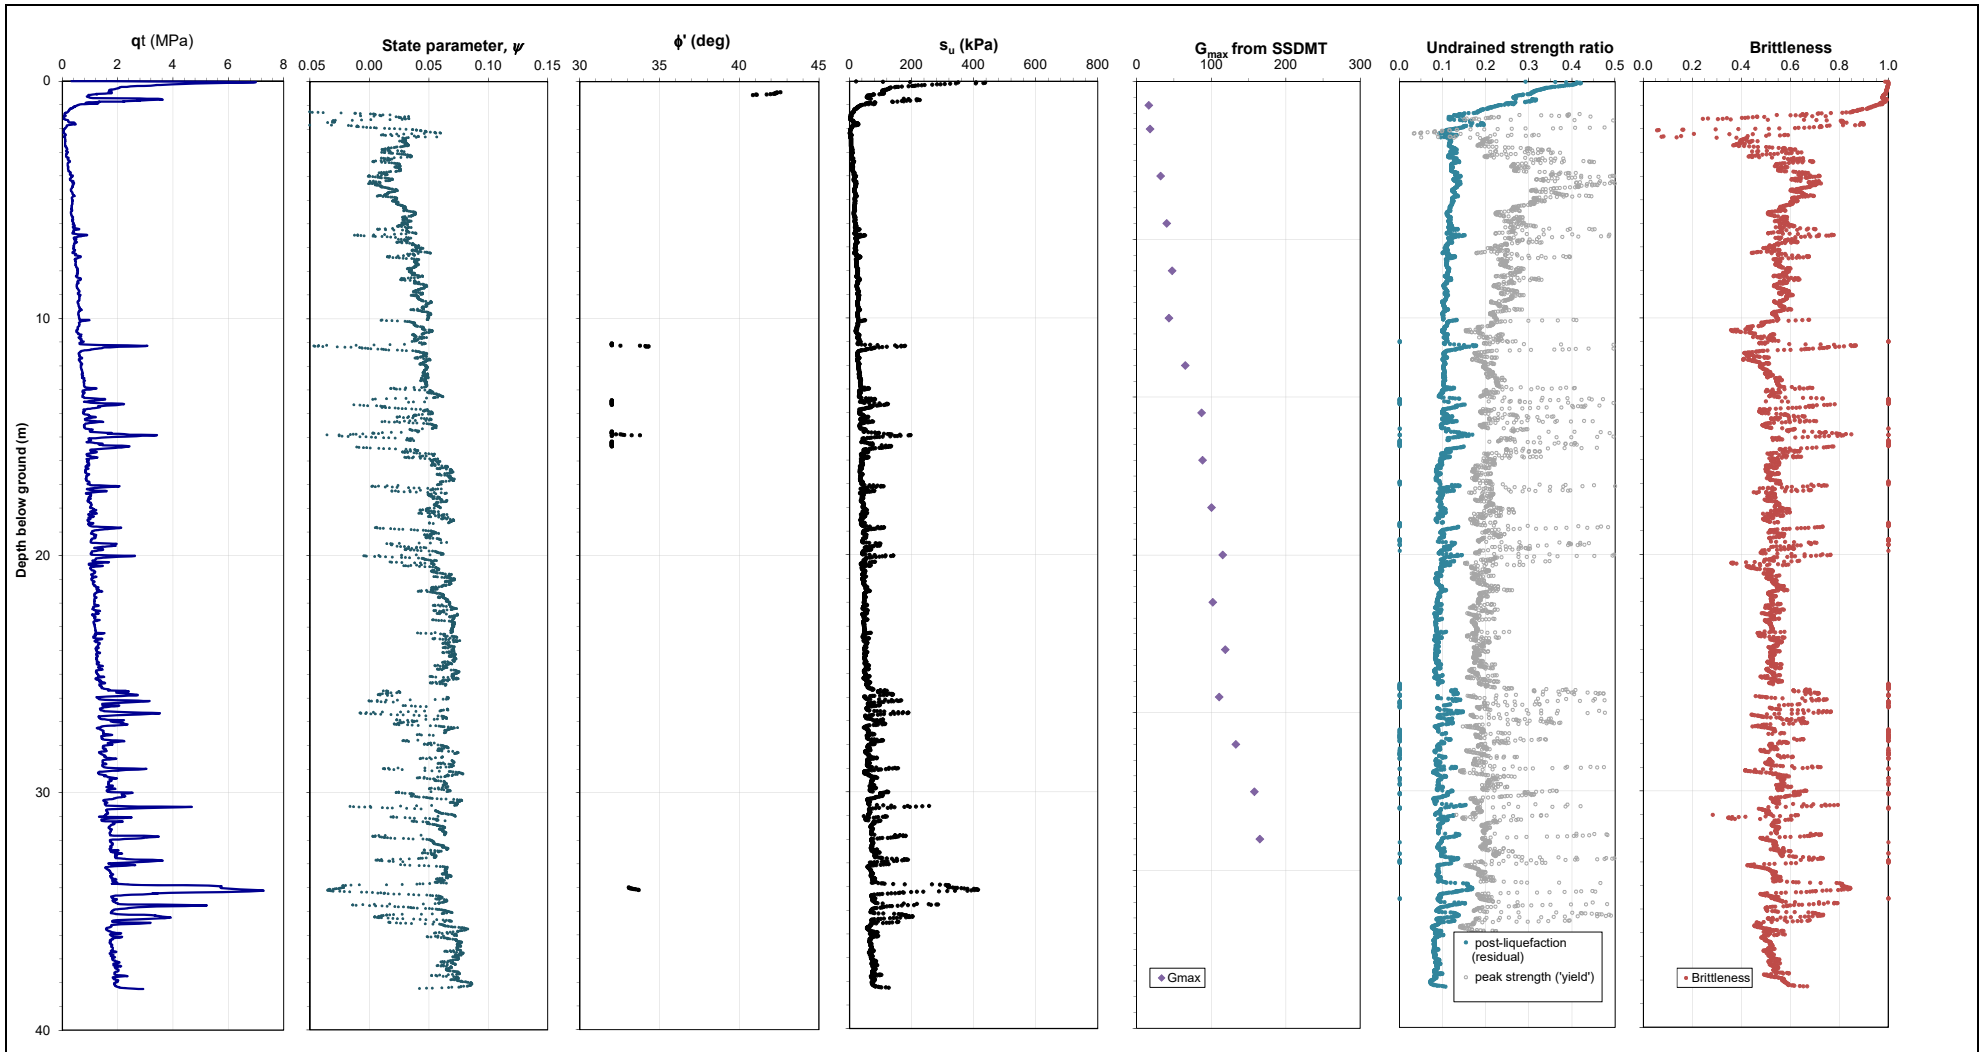 qt (MPa)
0 2 4 6 8
State parameter, ψ
0.05 0.00 0.05 0.10 0.15
ϕ' (deg)
30 35 40 45
sᵤ (kPa)
0 200 400 600 800
Gmax from SSDMT
0 100 200 300
Undrained strength ratio
0.0 0.1 0.2 0.3 0.4 0.5
Brittleness
0.0 0.2 0.4 0.6 0.8 1.0
Depth below ground (m)
0
10
20
30
40
Gmax
post-liquefaction
(residual)
peak strength ('yield')
Brittleness